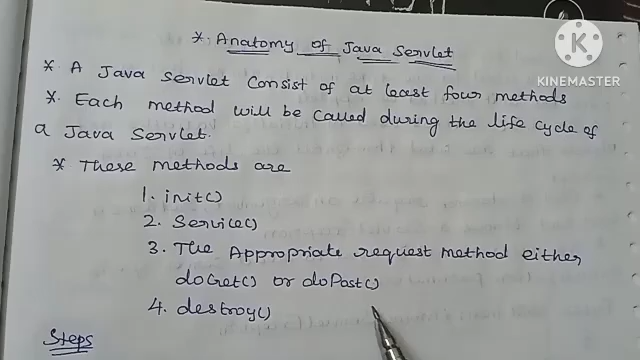 * Anatomy of Java Servlet
* A Java servlet consist of at least four methods
* Each method will be called during the life cycle of
a Java Servlet.
* These methods are
1. init()
2. Service()
3. The Appropriate request method either
doGet() or doPost()
4. destroy()
Steps
KINEMASTER